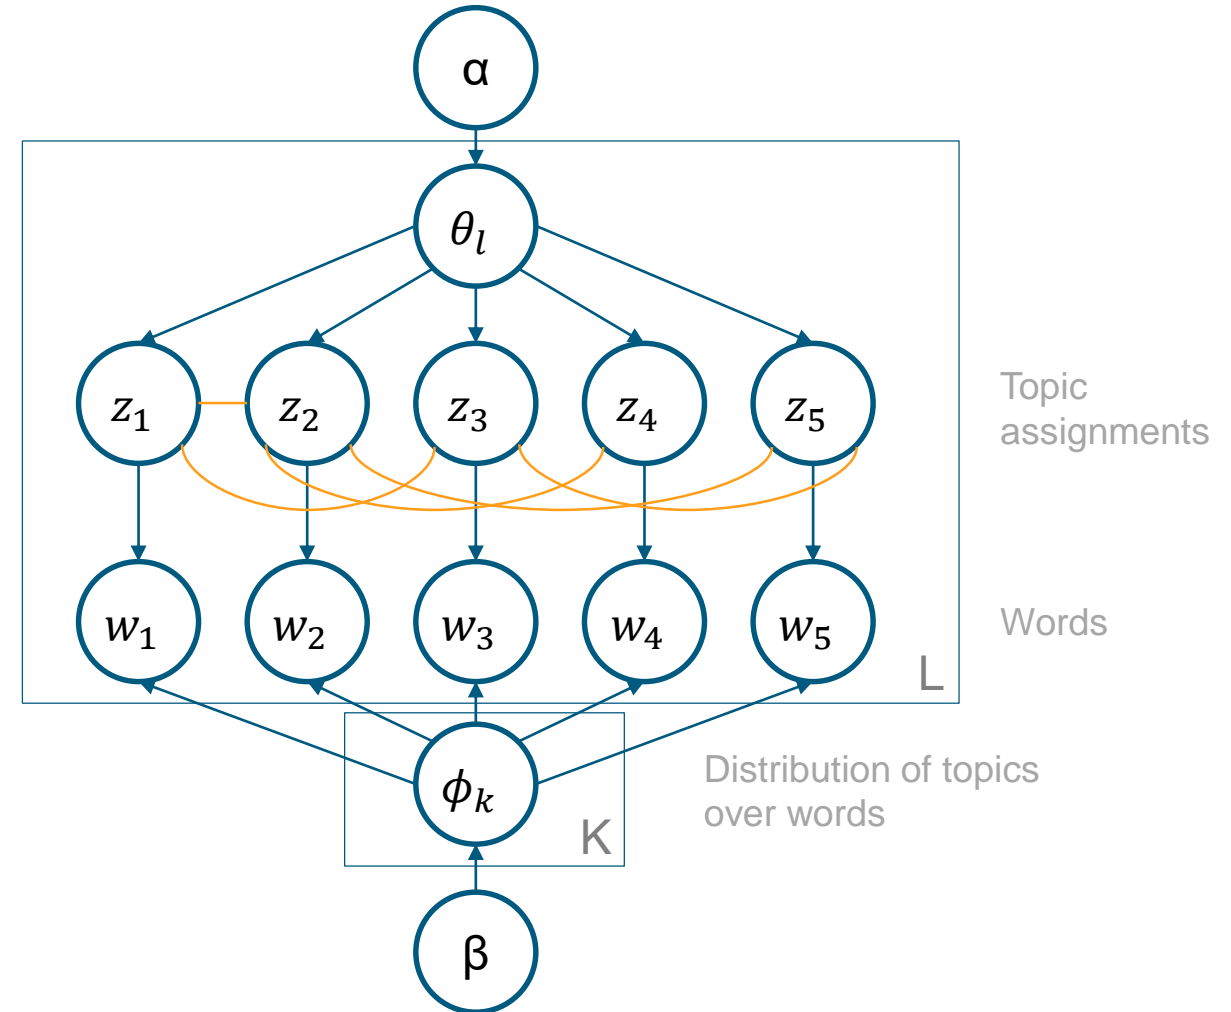 α
θ_l
z_1 z_2 z_3 z_4 z_5
Topic
assignments
w_1 w_2 w_3 w_4 w_5
Words
L
ϕ_k
Distribution of topics
over words
K
β